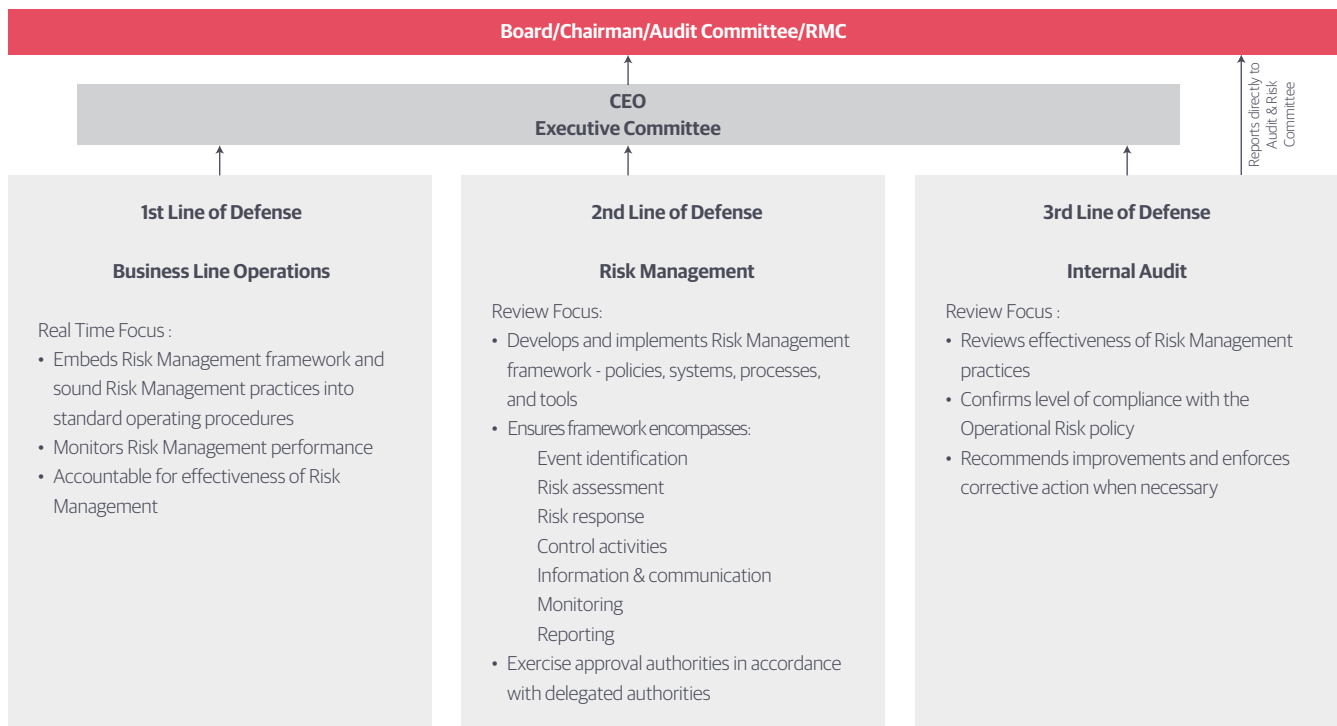 Board/Chairman/Audit Committee/RMC
CEO
Executive Committee
Reports directly to
Audit & Risk
Committee
1st Line of Defense
Business Line Operations
Real Time Focus :
• Embeds Risk Management framework and
sound Risk Management practices into
standard operating procedures
• Monitors Risk Management performance
• Accountable for effectiveness of Risk
Management
2nd Line of Defense
Risk Management
Review Focus:
• Develops and implements Risk Management
framework - policies, systems, processes,
and tools
• Ensures framework encompasses:
Event identification
Risk assessment
Risk response
Control activities
Information & communication
Monitoring
Reporting
• Exercise approval authorities in accordance
with delegated authorities
3rd Line of Defense
Internal Audit
Review Focus :
• Reviews effectiveness of Risk Management
practices
• Confirms level of compliance with the
Operational Risk policy
• Recommends improvements and enforces
corrective action when necessary